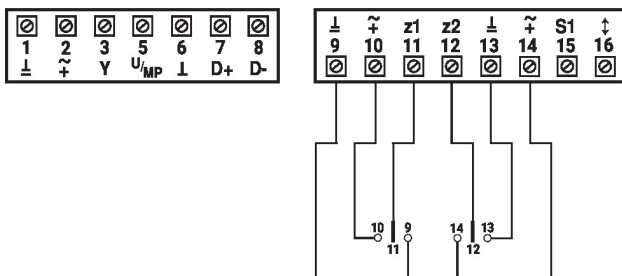 1 2 3 5 6 7 8
⏊ ~+ Y U/MP ⊥ D+ D-
⏊ ~+ z1 z2 ⏊ ~+ S1 ↕
9 10 11 12 13 14 15 16
10 9 14 13
11 12